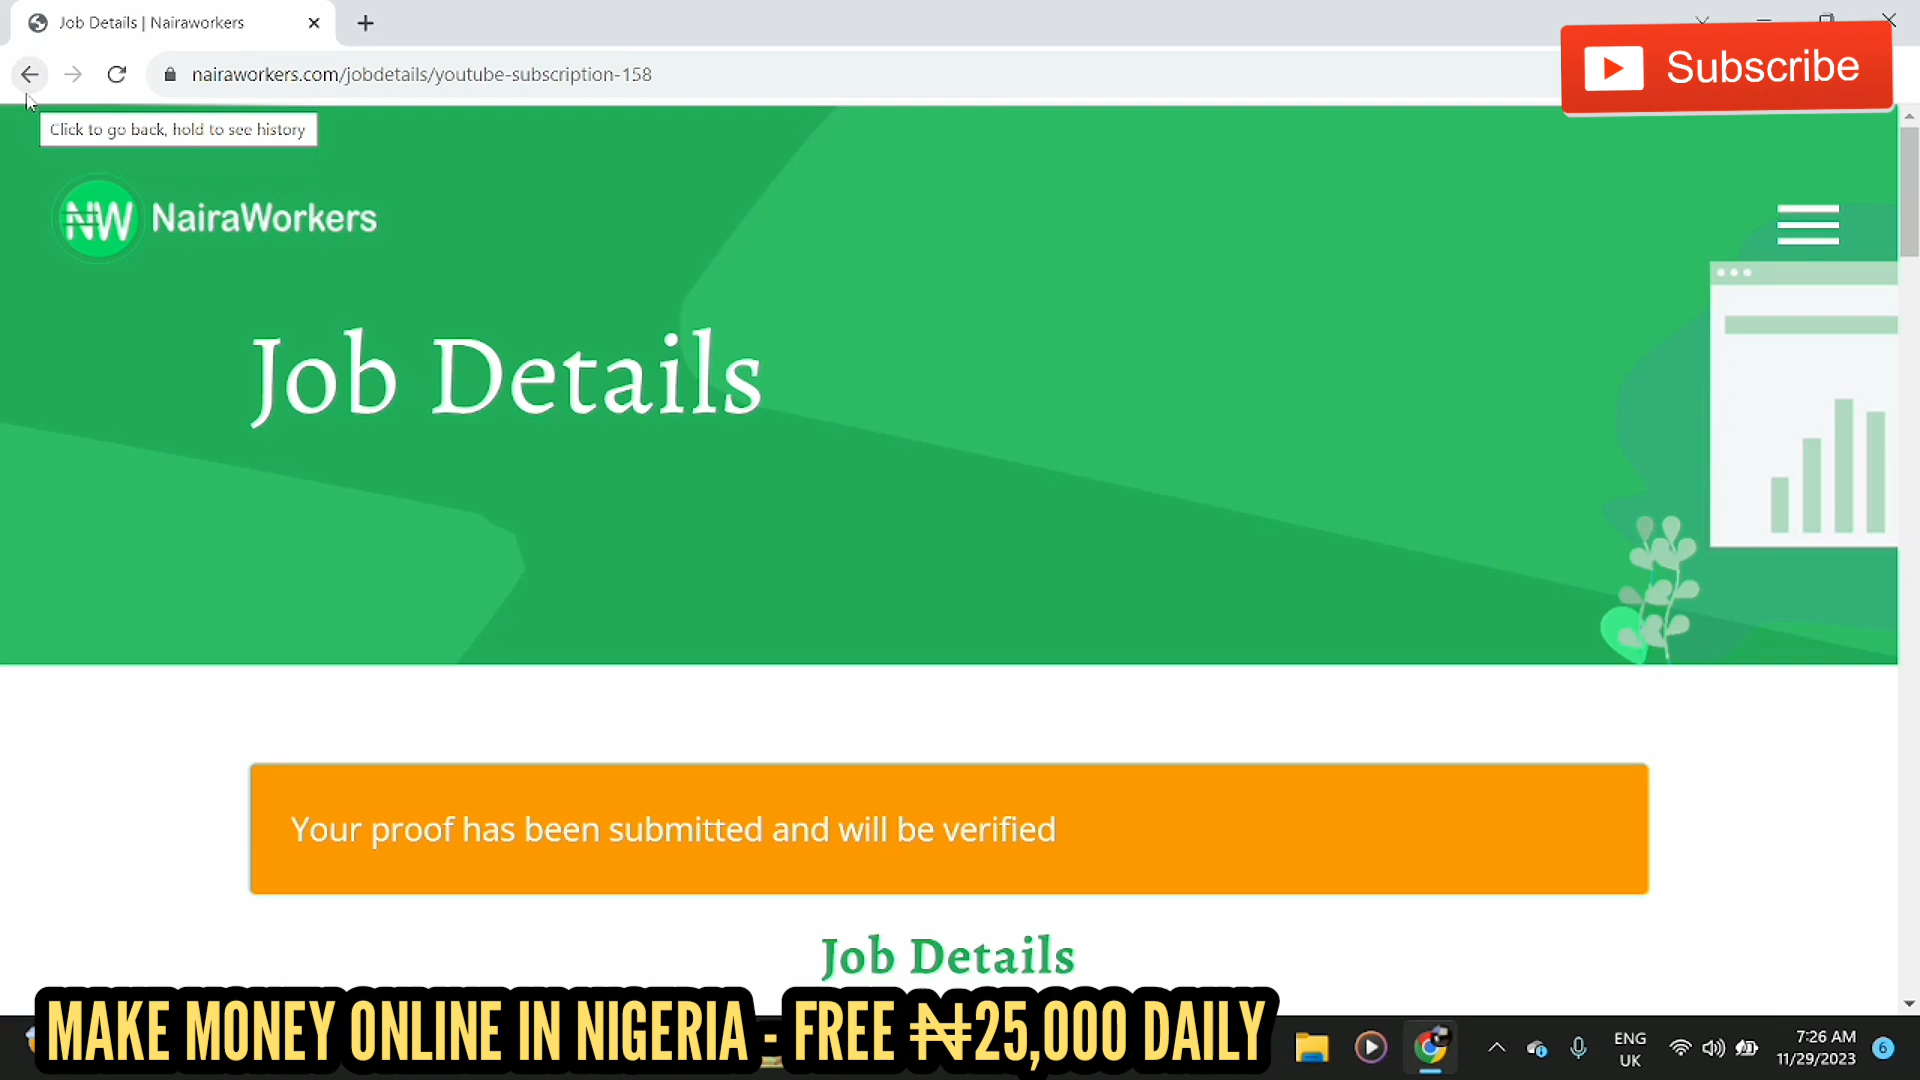 Job Details | Nairaworkers
nairaworkers.com/jobdetails/youtube-subscription-158
Subscribe
Click to go back, hold to see history
NW NairaWorkers
Job Details
Your proof has been submitted and will be verified
Job Details
MAKE MONEY ONLINE IN NIGERIA - FREE ₦25,000 DAILY
ENG
UK
7:26 AM
11/29/2023
6